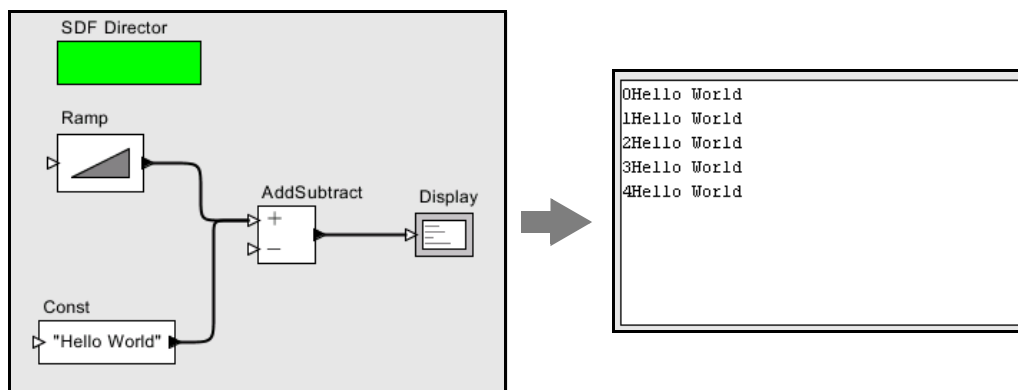 SDF Director
Ramp
AddSubtract
+
−
Display
Const
"Hello World"
0Hello World
1Hello World
2Hello World
3Hello World
4Hello World